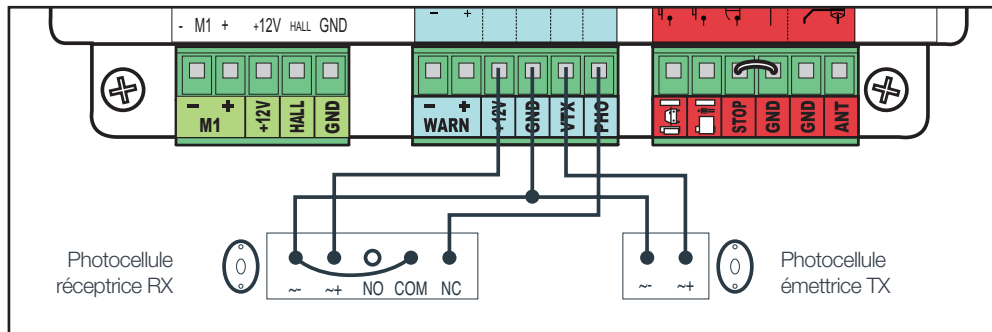 - M1 + +12V HALL GND - +
- + +12V HALL GND - + +12V GND VTX PHO STOP GND GND ANT
M1 WARN
Photocellule
réceptrice RX
~- ~+ NO COM NC
~- ~+
Photocellule
émettrice TX